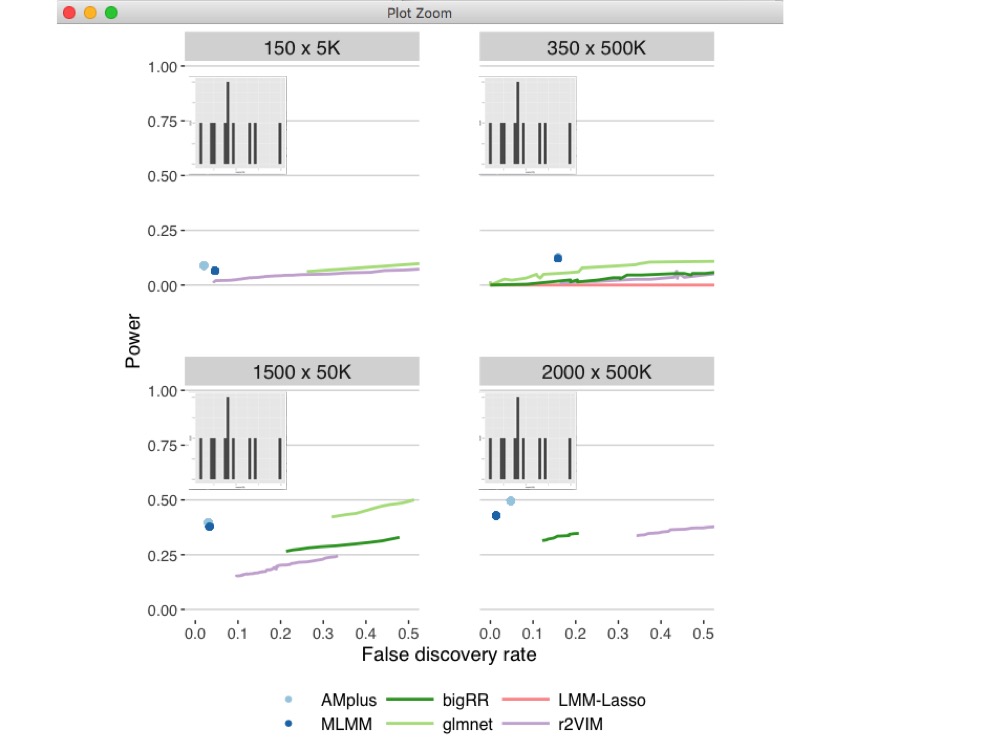 Plot Zoom
150 x 5K
350 x 500K
1.00
0.75
0.50
0.25
0.00
Power
1500 x 50K
2000 x 500K
1.00
0.75
0.50
0.25
0.00
0.0 0.1 0.2 0.3 0.4 0.5
0.0 0.1 0.2 0.3 0.4 0.5
False discovery rate
AMplus bigRR LMM-Lasso
MLMM glmnet r2VIM